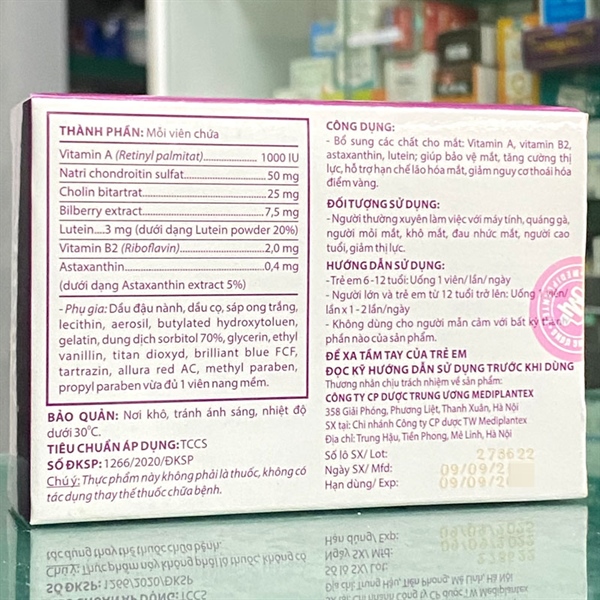 THÀNH PHẦN: Mỗi viên chứa
Vitamin A (Retinyl palmitat)..................... 1000 IU
Natri chondroitin sulfat............................. 50 mg
Cholin bitartrat.......................................... 25 mg
Bilberry extract......................................... 7,5 mg
Lutein....3 mg (dưới dạng Lutein powder 20%)
Vitamin B2 (Riboflavin)............................ 2,0 mg
Astaxanthin............................................... 0,4 mg
(dưới dạng Astaxanthin extract 5%)
- Phụ gia: Dầu đậu nành, dầu cọ, sáp ong trắng,
lecithin, aerosil, butylated hydroxytoluen,
gelatin, dung dịch sorbitol 70%, glycerin, ethyl
vanillin, titan dioxyd, brilliant blue FCF,
tartrazin, allura red AC, methyl paraben,
propyl paraben vừa đủ 1 viên nang mềm.
BẢO QUẢN: Nơi khô, tránh ánh sáng, nhiệt độ
dưới 30°C.
TIÊU CHUẨN ÁP DỤNG: TCCS
SỐ ĐKSP: 1266/2020/ĐKSP
Chú ý: Thực phẩm này không phải là thuốc, không có
tác dụng thay thế thuốc chữa bệnh.
CÔNG DỤNG:
- Bổ sung các chất cho mắt: Vitamin A, vitamin B2,
astaxanthin, lutein; giúp bảo vệ mắt, tăng cường thị
lực, hỗ trợ hạn chế lão hóa mắt, giảm nguy cơ thoái hóa
điểm vàng.
ĐỐI TƯỢNG SỬ DỤNG:
- Người thường xuyên làm việc với máy tính, quáng gà,
người mỏi mắt, khô mắt, đau nhức mắt, người cao
tuổi, giảm thị lực.
HƯỚNG DẪN SỬ DỤNG:
- Trẻ em 6 -12 tuổi: Uống 1 viên/ lần/ ngày
- Người lớn và trẻ em từ 12 tuổi trở lên: Uống 1 viên/
lần x 1 - 2 lần/ngày
- Không dùng cho người mẫn cảm với bất kỳ thành
phần nào của sản phẩm.
ĐỂ XA TẦM TAY CỦA TRẺ EM
ĐỌC KỸ HƯỚNG DẪN SỬ DỤNG TRƯỚC KHI DÙNG
Thương nhân chịu trách nhiệm về sản phẩm:
CÔNG TY CP DƯỢC TRUNG ƯƠNG MEDIPLANTEX
358 Giải Phóng, Phương Liệt, Thanh Xuân, Hà Nội
SX tại: Chi nhánh Công ty CP dược TW Mediplantex
Địa chỉ: Trung Hậu, Tiền Phong, Mê Linh, Hà Nội
Số lô SX/ Lot: 278622
Ngày SX/ Mfd: 09/09/2
Hạn dùng/ Exp: 09/09/2